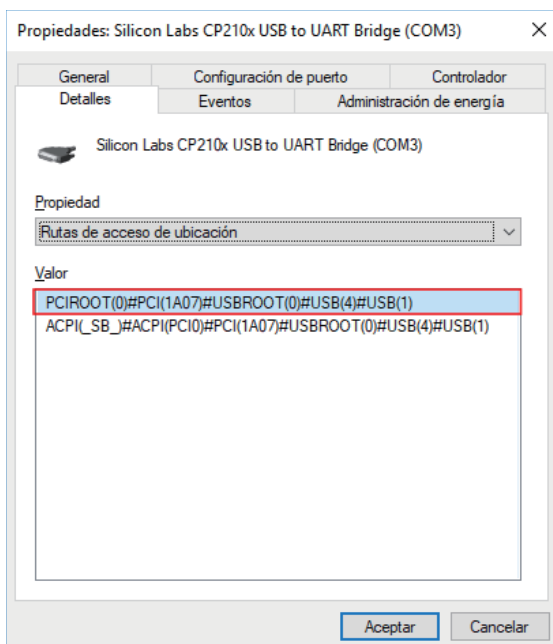 Propiedades: Silicon Labs CP210x USB to UART Bridge (COM3)
General Configuración de puerto Controlador
Detalles Eventos Administración de energía
Silicon Labs CP210x USB to UART Bridge (COM3)
Propiedad
Rutas de acceso de ubicación
Valor
PCIROOT(0)#PCI(1A07)#USBROOT(0)#USB(4)#USB(1)
ACPI(_SB_)#ACPI(PCI0)#PCI(1A07)#USBROOT(0)#USB(4)#USB(1)
Aceptar Cancelar